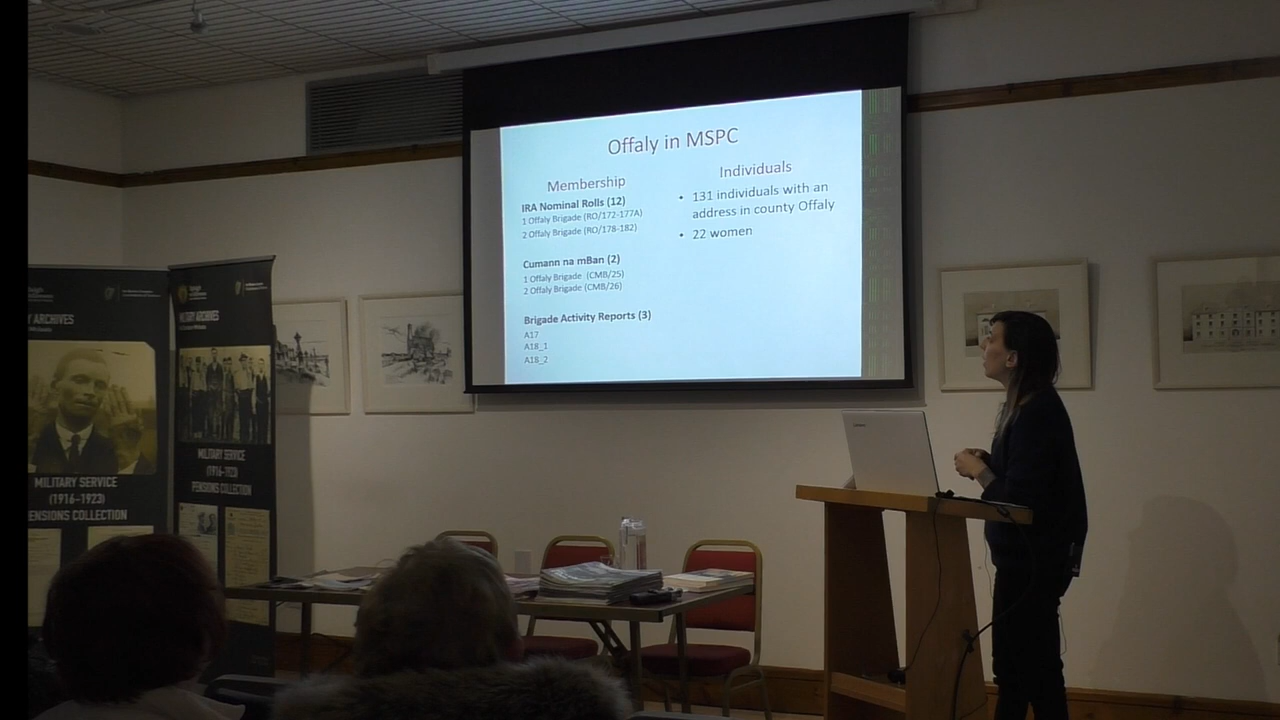 Offaly in MSPC
Membership
IRA Nominal Rolls (12)
1 Offaly Brigade (RO/172-177A)
2 Offaly Brigade (RO/178-182)
Cumann na mBan (2)
1 Offaly Brigade (CMB/25)
2 Offaly Brigade (CMB/26)
Brigade Activity Reports (3)
A17
A18_1
A18_2
Individuals
• 131 individuals with an
address in county Offaly
• 22 women
Y ARCHIVES
MILITARY SERVICE
(1916-1923)
ENSIONS COLLECTION
MILITARY ARCHIVES
MILITARY SERVICE
(1916-1923)
PENSIONS COLLECTION